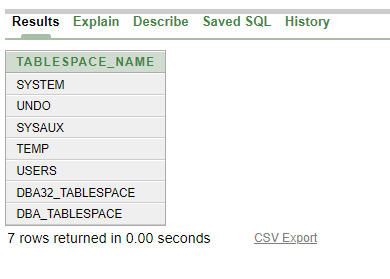 Results Explain Describe Saved SQL History
TABLESPACE_NAME
SYSTEM
UNDO
SYSAUX
TEMP
USERS
DBA32_TABLESPACE
DBA_TABLESPACE
7 rows returned in 0.00 seconds CSV Export